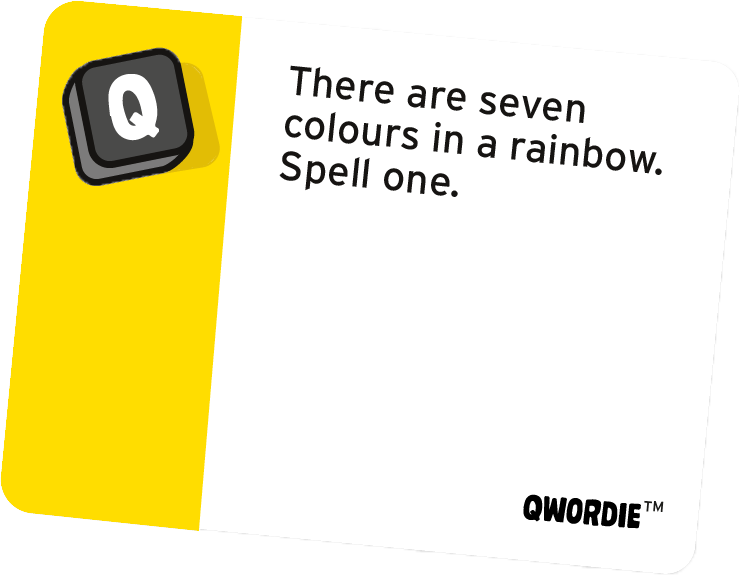 Q
There are seven
colours in a rainbow.
Spell one.
QWORDIE™